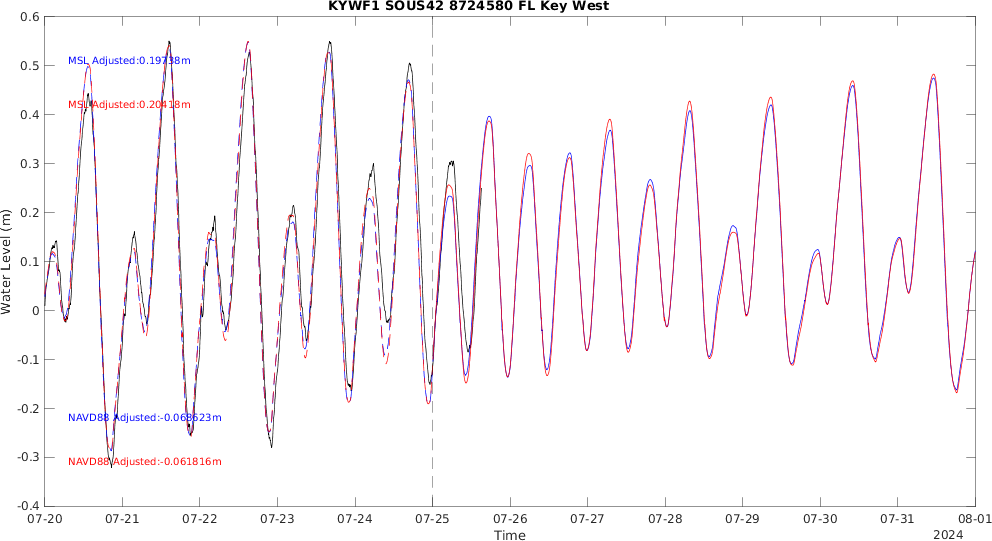 KYWF1 SOUS42 8724580 FL Key West
0.6
0.5
0.4
0.3
0.2
0.1
0
-0.1
-0.2
-0.3
-0.4
Water Level (m)
MSL Adjusted:0.19738m
MSL Adjusted:0.20418m
NAVD88 Adjusted:-0.068623m
NAVD88 Adjusted:-0.061816m
07-20 07-21 07-22 07-23 07-24 07-25 07-26 07-27 07-28 07-29 07-30 07-31 08-01
Time
2024